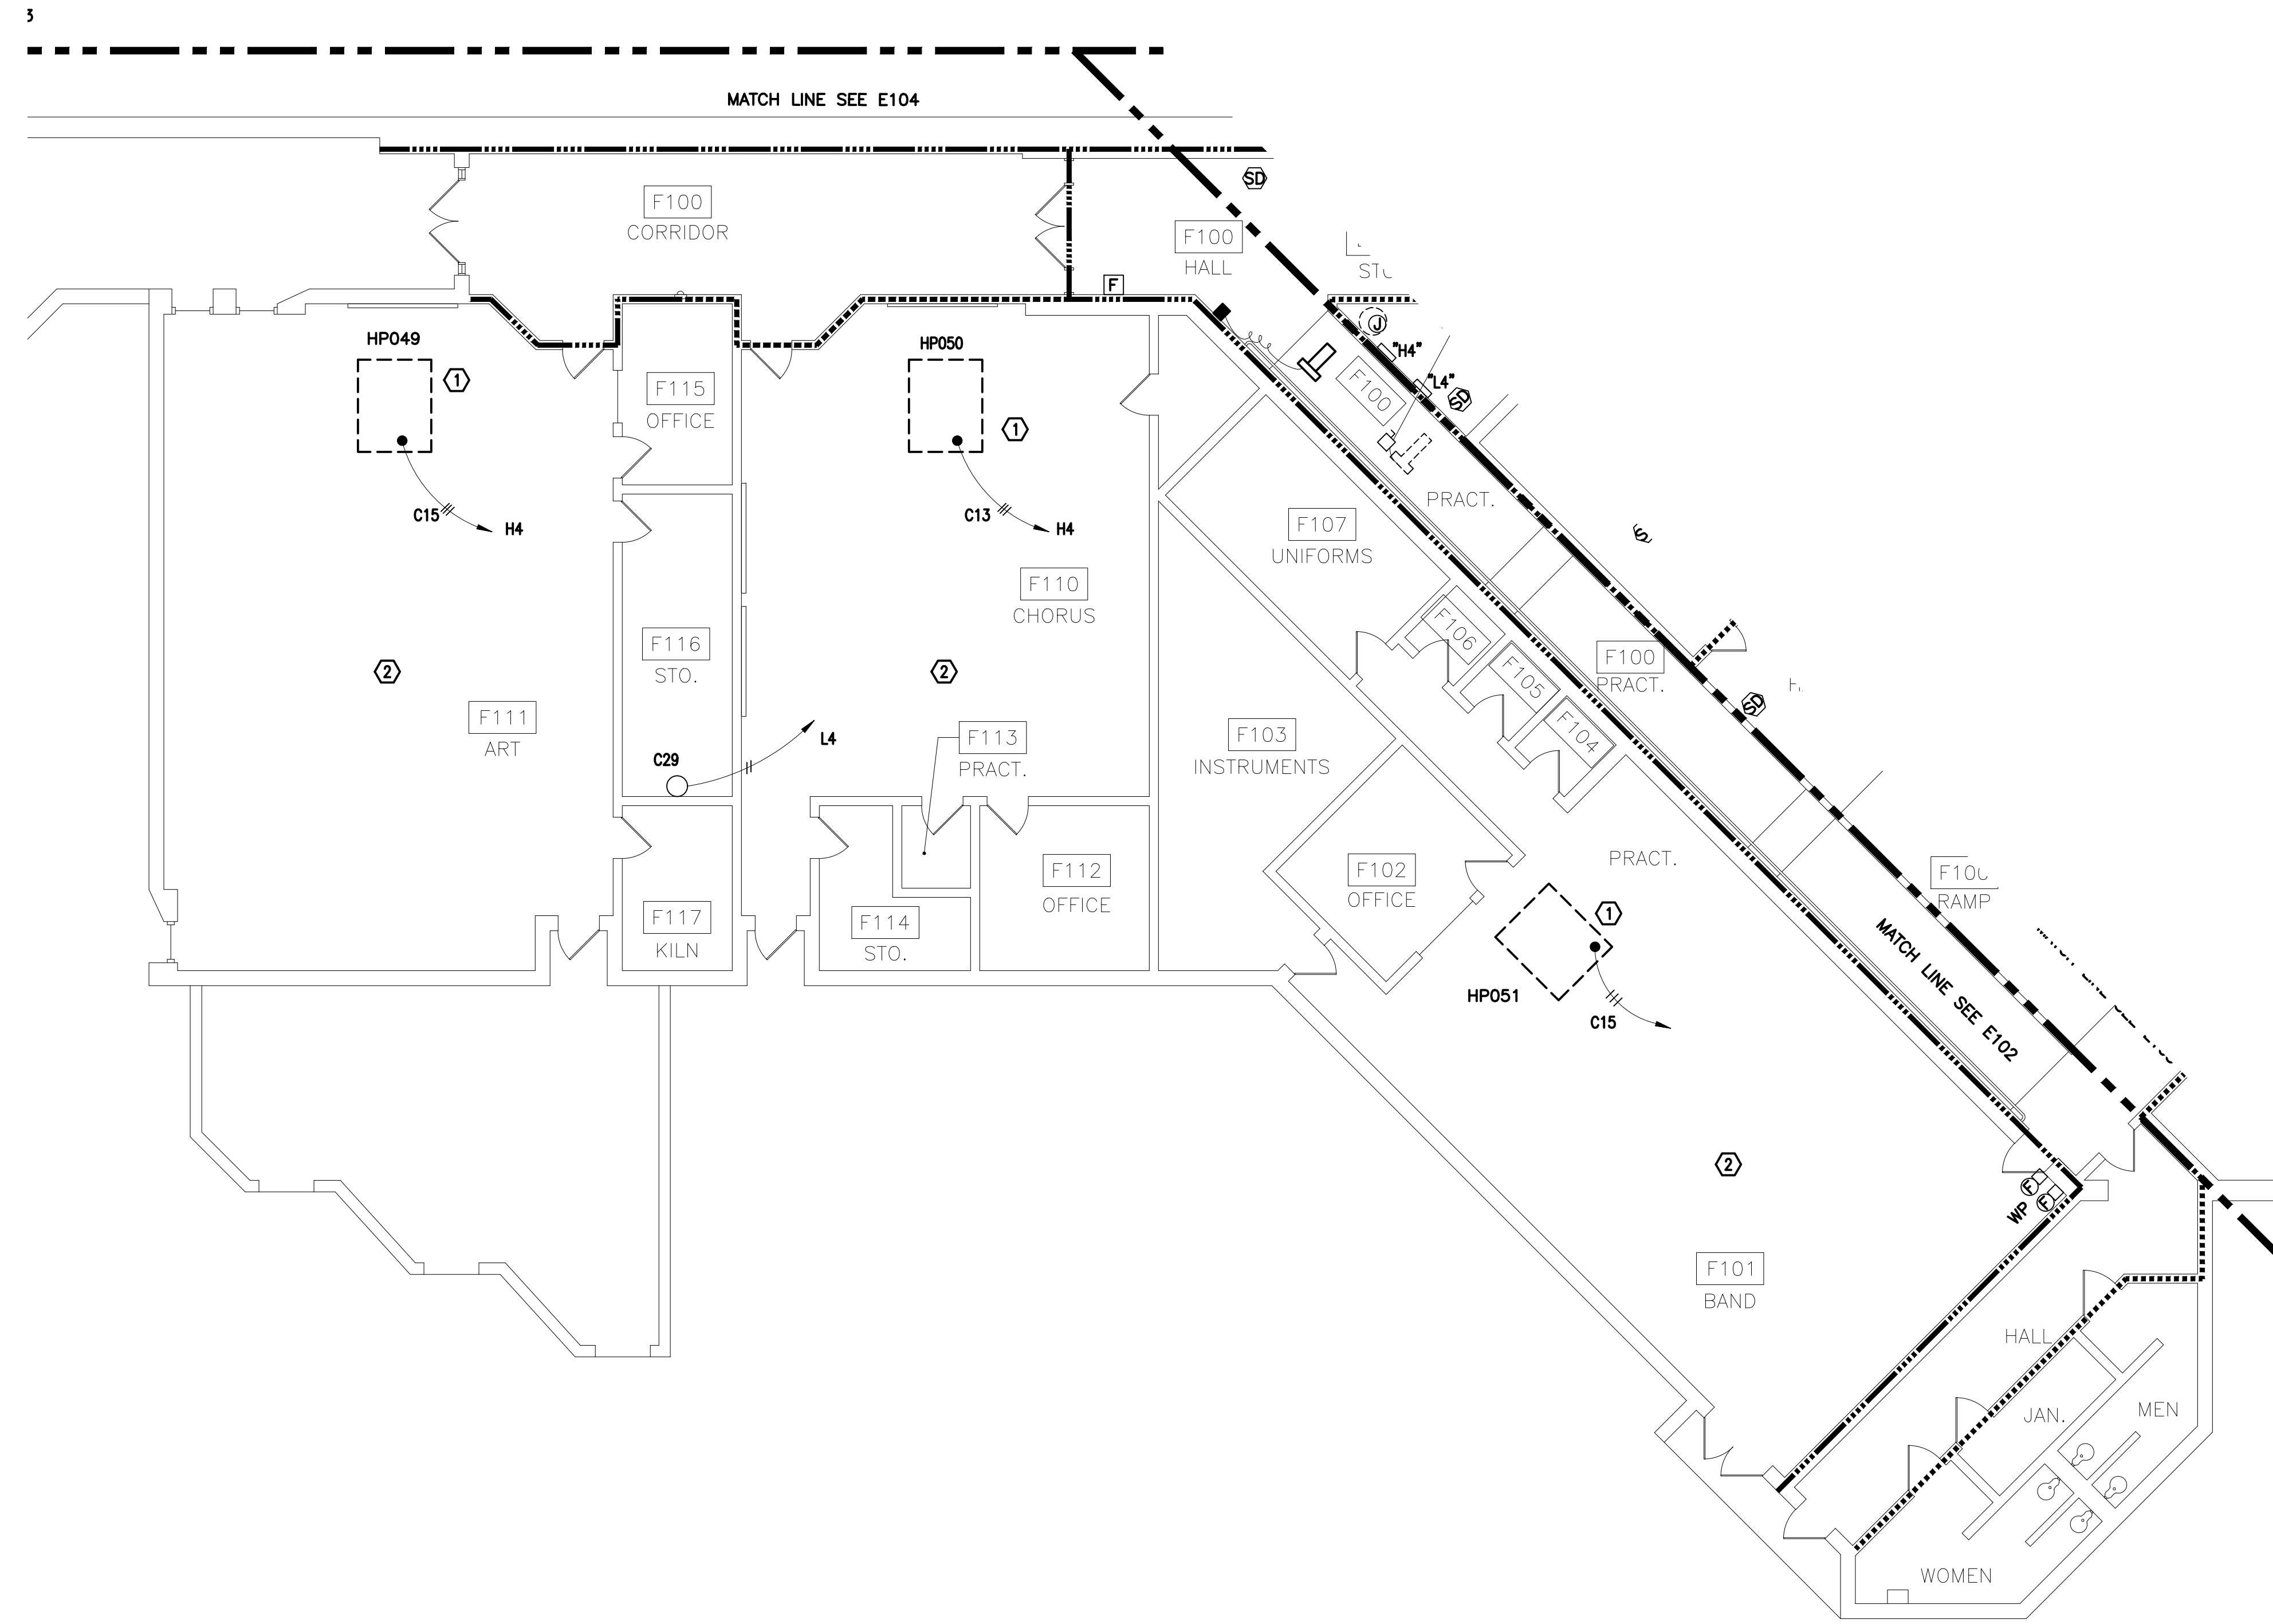 3
MATCH LINE SEE E104
SD
F100
CORRIDOR
F100
HALL
F
HP049
1
HP050
1
J
"H4"
"L4"
SD
F100
F115
OFFICE
PRACT.
C15
H4
C13
H4
F107
UNIFORMS
F110
CHORUS
F106
F116
STO.
F105
F100
PRACT.
2
2
SD
F111
ART
F104
F103
INSTRUMENTS
F113
PRACT.
L4
C29
PRACT.
F112
OFFICE
F102
OFFICE
RAMP
F117
KILN
F114
STO.
1
MATCH LINE SEE E102
HP051
C15
2
F
F
WP
F101
BAND
HALL
JAN.
MEN
WOMEN